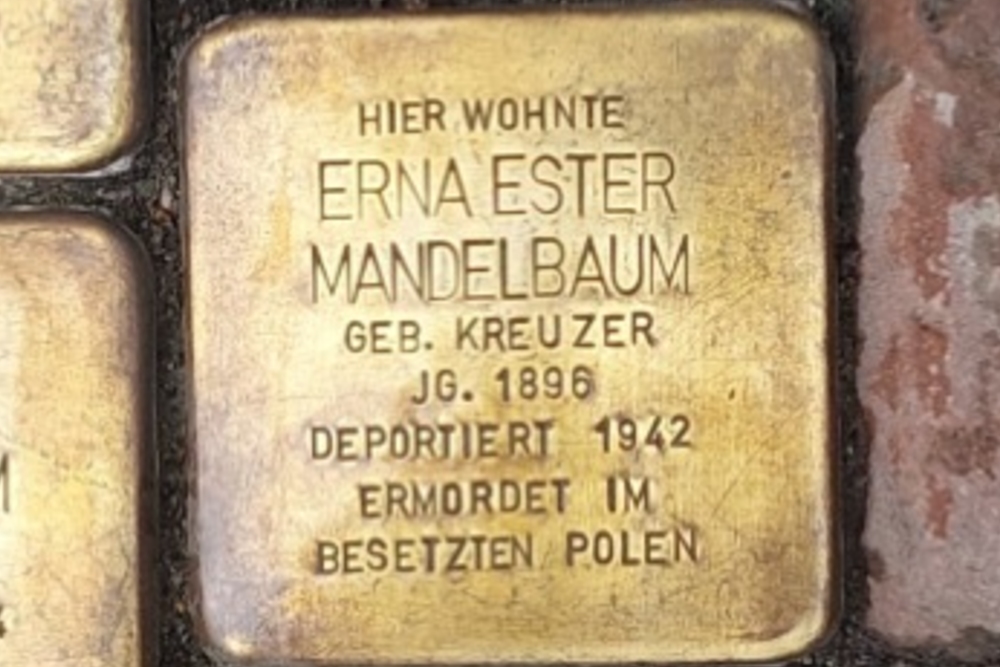 HIER WOHNTE
ERNA ESTER
MANDELBAUM
GEB. KREUZER
JG. 1896
DEPORTIERT 1942
ERMORDET IM
BESETZTEN POLEN